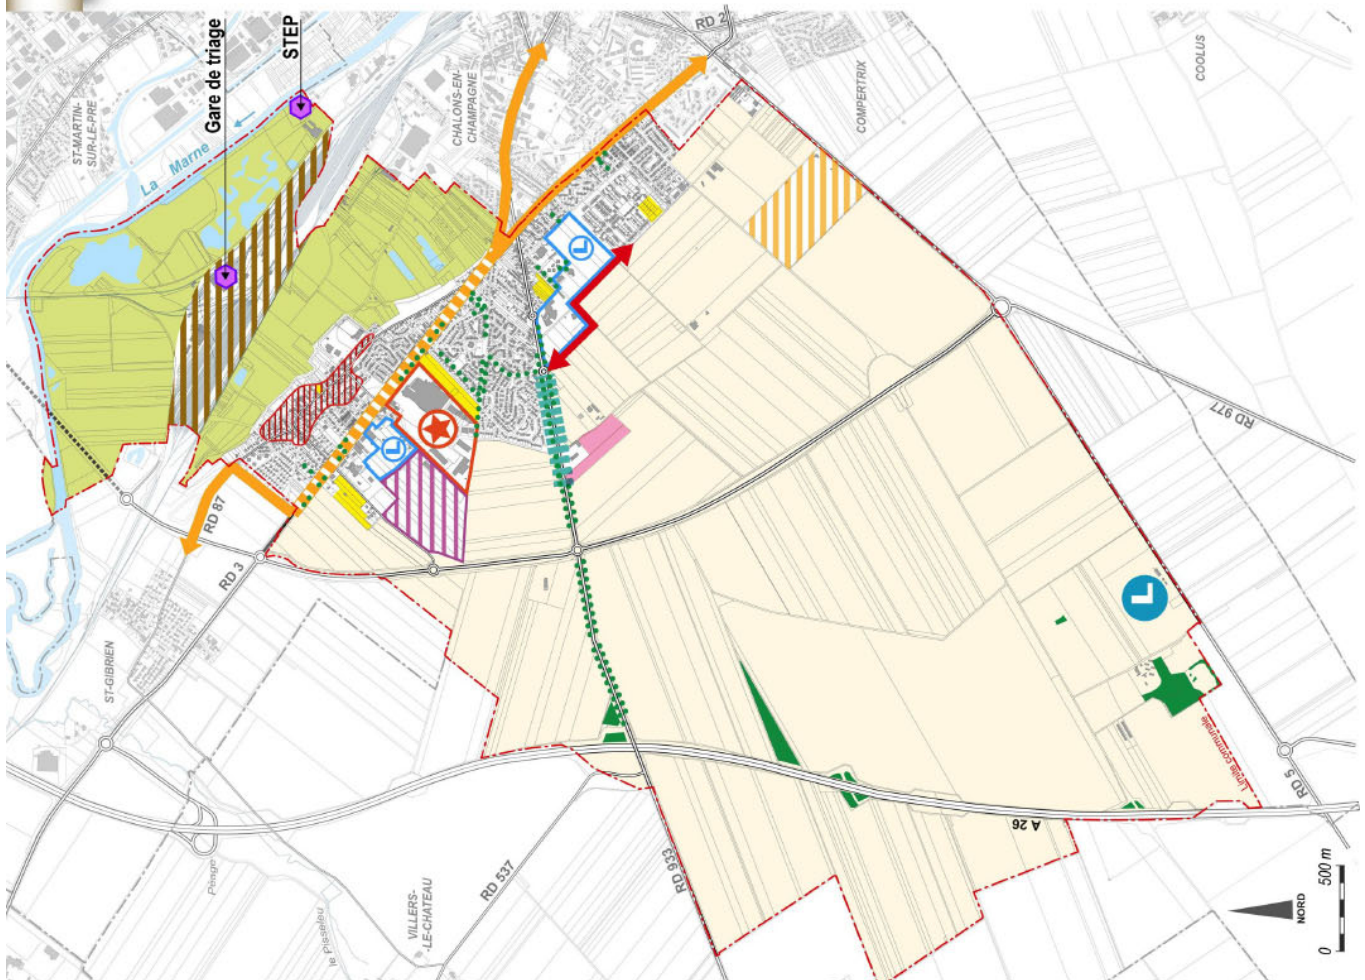 Gare de triage
STEP
RD 2
ST-MARTIN-
SUR-LE-PRE
La Marne
CHALONS-EN-
CHAMPAGNE
COMPERTRIX
COOLUS
L
L
RD 87
RD 3
RD 977
ST-GIBRIEN
L
Limite communale
RD 5
A 26
Péage
RD 933
RD 537
VILLERS-
-LE-CHATEAU
le Pisseleu
NORD
0 500 m